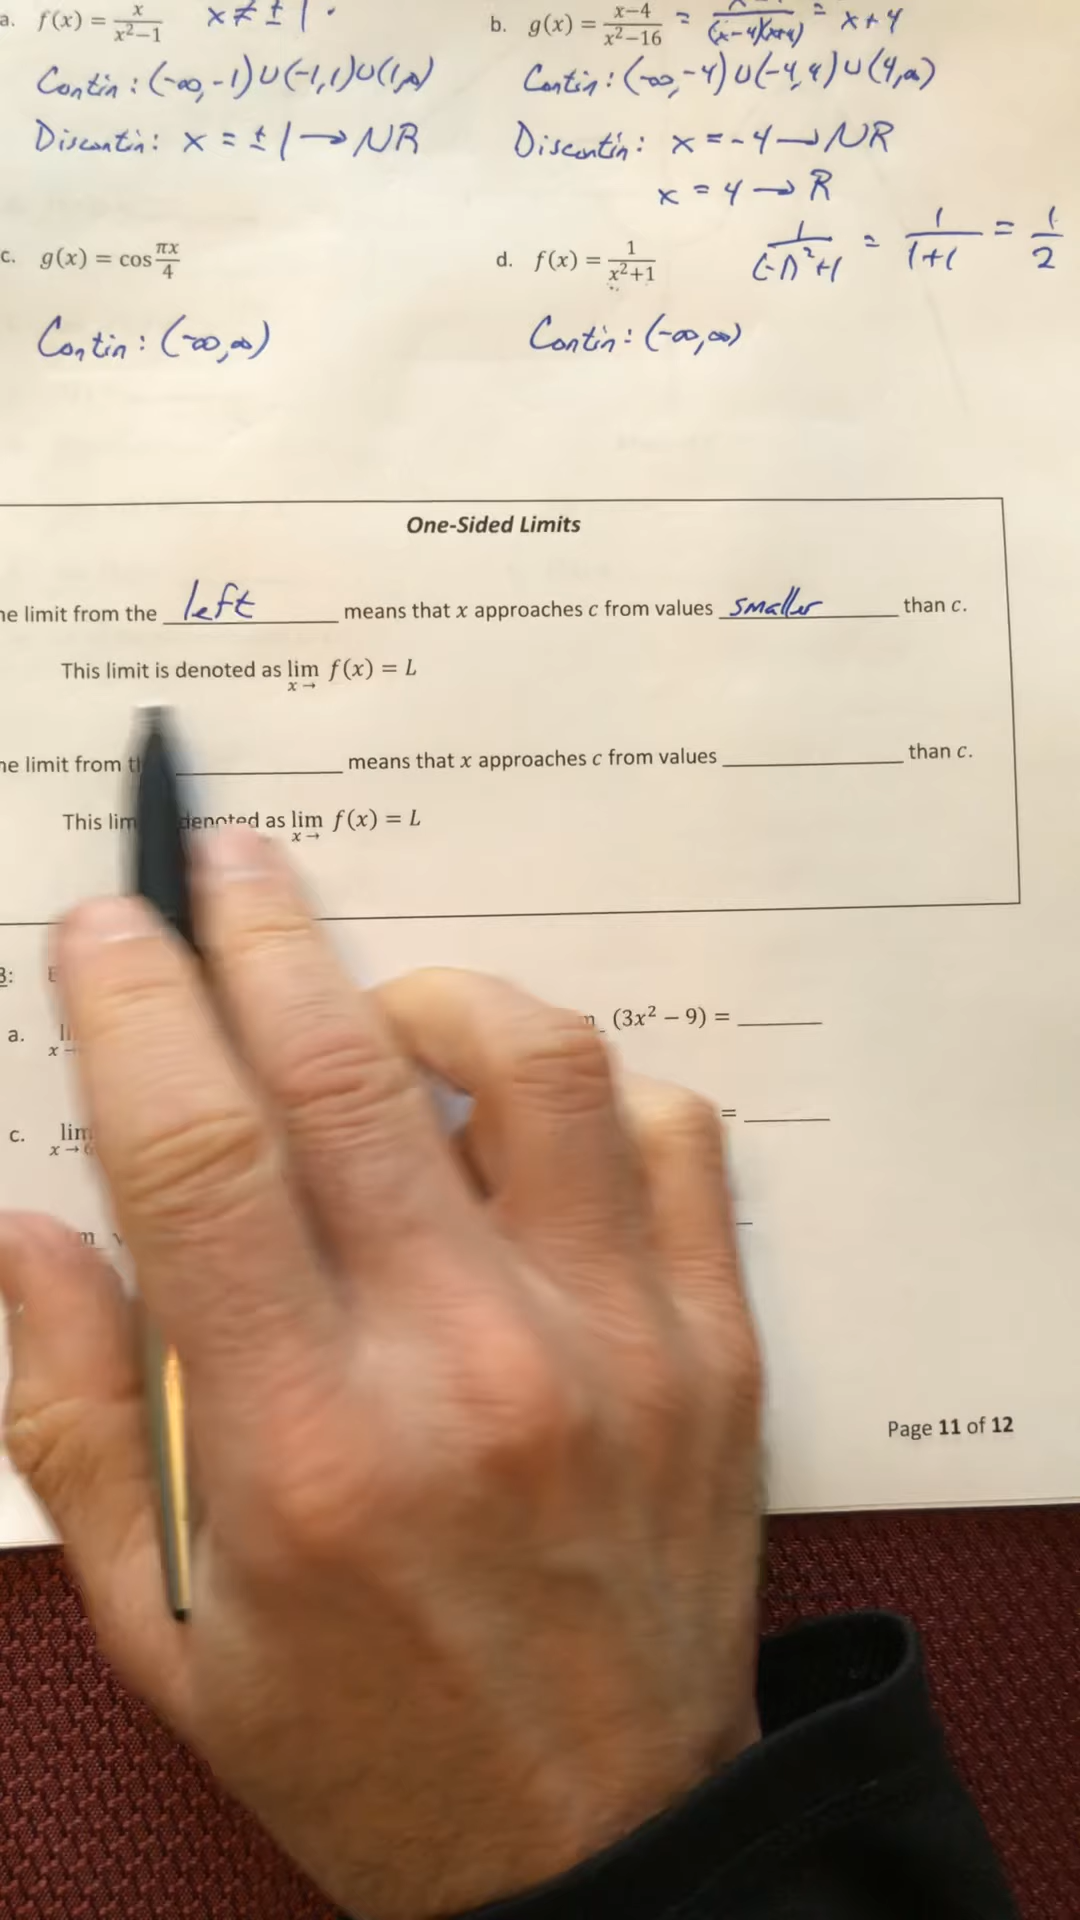 a. f(x) = x/(x²−1) x ≠ ± 1
Contin: (-∞,-1)∪(-1,1)∪(1,∞)
Discontin: x = ±1 → NR
b. g(x) = (x−4)/(x²−16) = /(x-4)(x+4) = x+4
Contin: (-∞,-4)∪(-4,4)∪(4,∞)
Discontin: x = -4 → NR
x = 4 → R
c. g(x) = cos πx/4
Contin: (-∞,∞)
d. f(x) = 1/(x²+1) 1/((-1)²+1) = 1/(1+1) = 1/2
Contin: (-∞,∞)
One-Sided Limits
limit from the left means that x approaches c from values smaller than c.
This limit is denoted as lim x→ f(x) = L
limit from means that x approaches c from values than c.
This denoted as lim x→ f(x) = L
3:
a.
(3x² − 9) =
c. lim x→6
=
Page 11 of 12